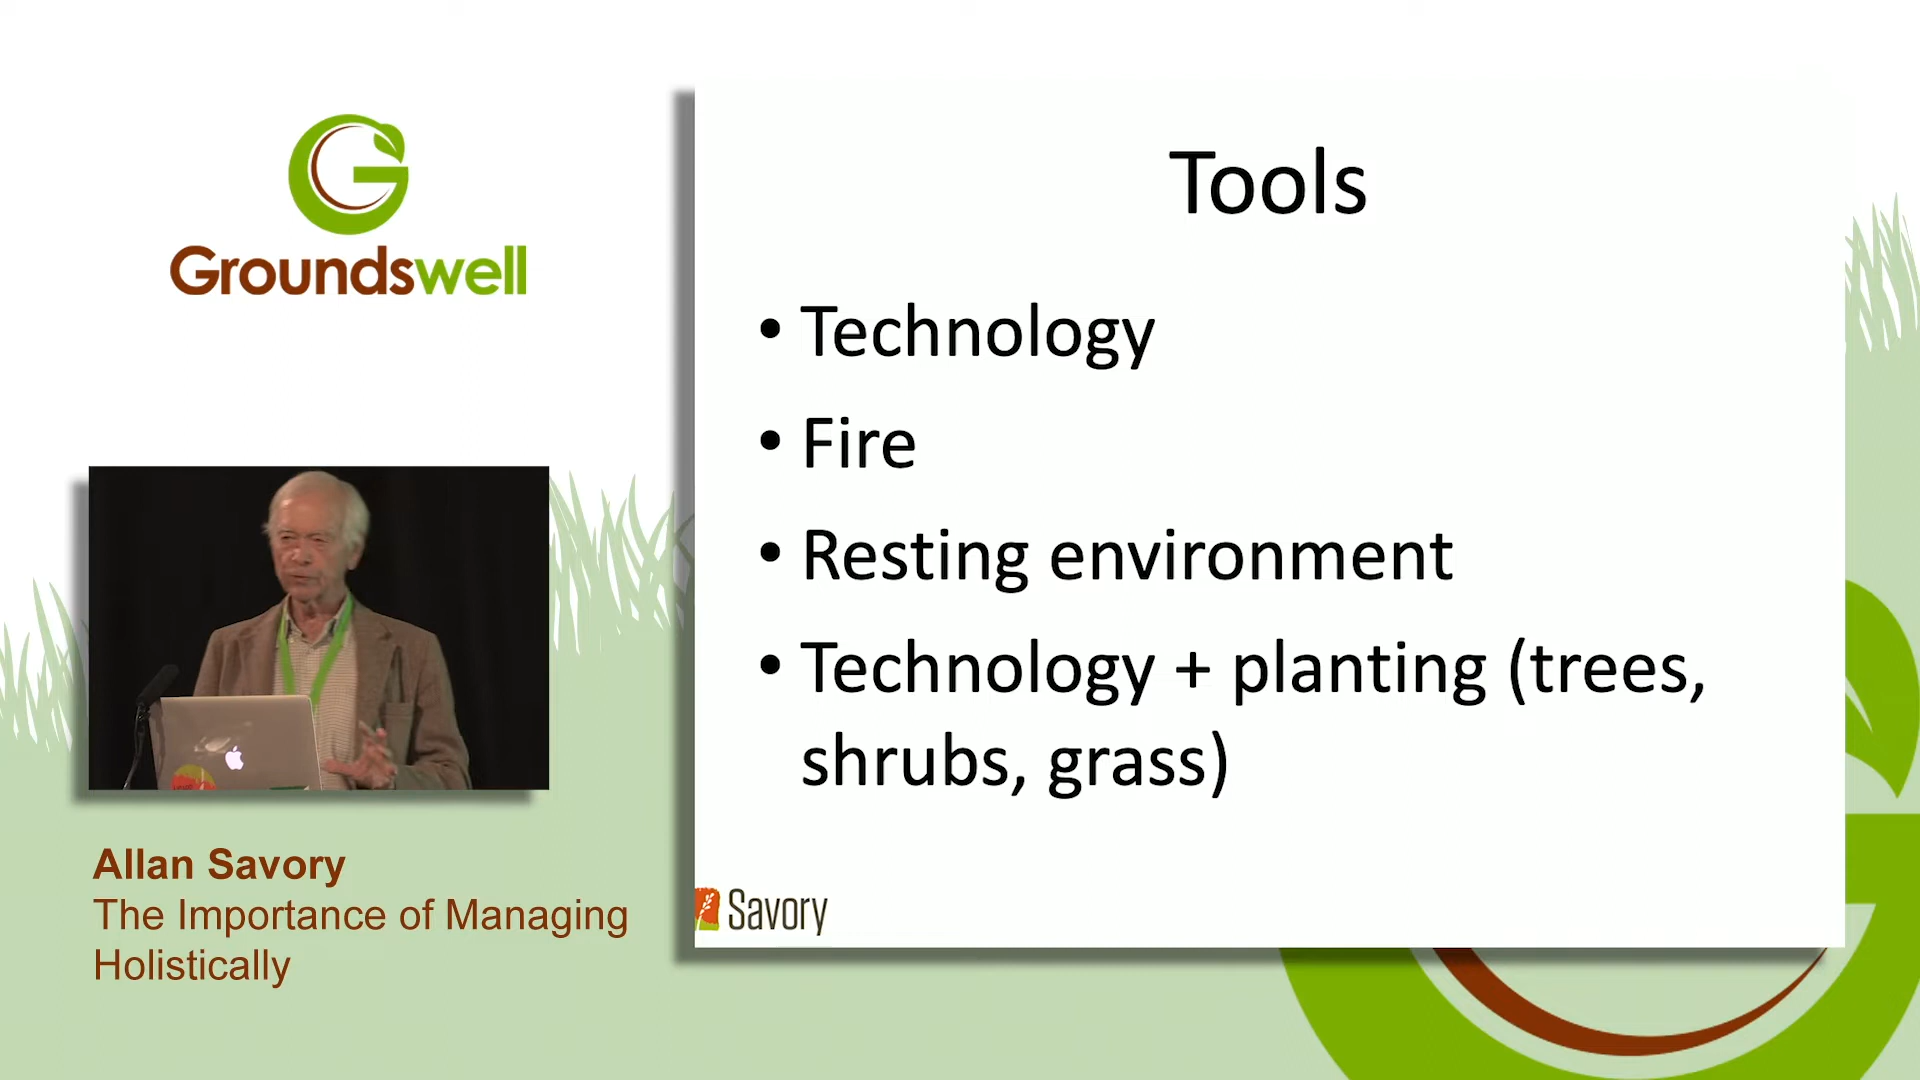 Groundswell
Allan Savory
The Importance of Managing
Holistically
Tools
• Technology
• Fire
• Resting environment
• Technology + planting (trees,
shrubs, grass)
Savory